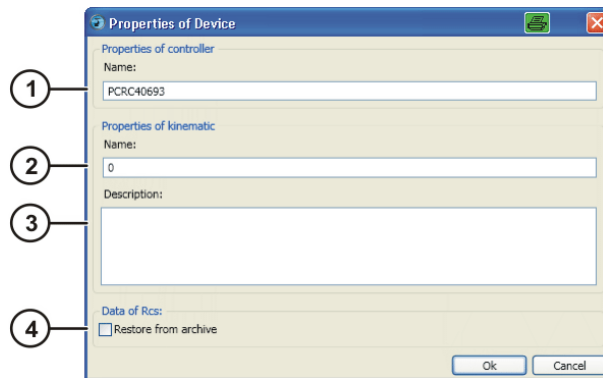 Properties of Device
Properties of controller
Name:
1
PCRC40693
Properties of kinematic
Name:
2
0
Description:
3
Data of Rcs:
4
Restore from archive
Ok
Cancel